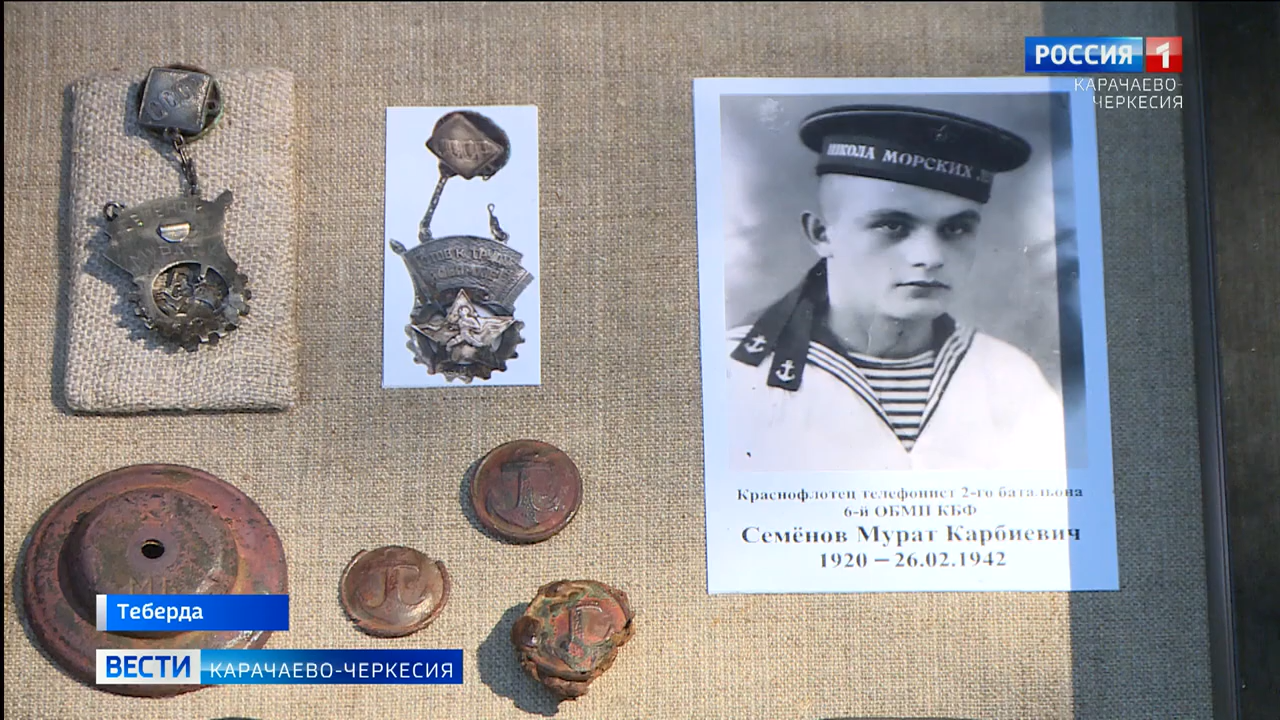 РОССИЯ 1
КАРАЧАЕВО-
ЧЕРКЕСИЯ
ШКОЛА МОРСКИХ
Краснофлотец телефонист 2-го батальона
6-й ОБМП КБФ
Семёнов Мурат Карбиевич
1920 – 26.02.1942
Теберда
ВЕСТИ КАРАЧАЕВО-ЧЕРКЕСИЯ